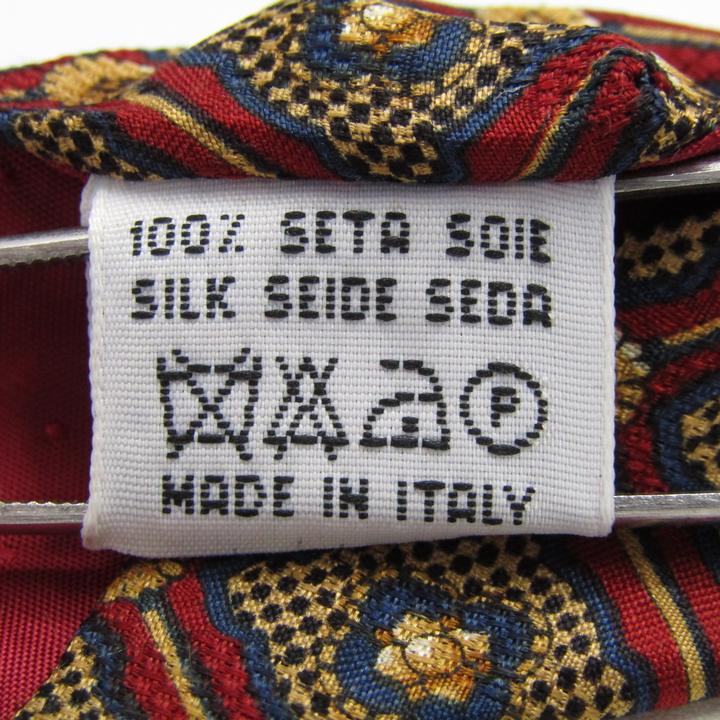 100% SETA SOIE
SILK SEIDE SEDA
P
MADE IN ITALY